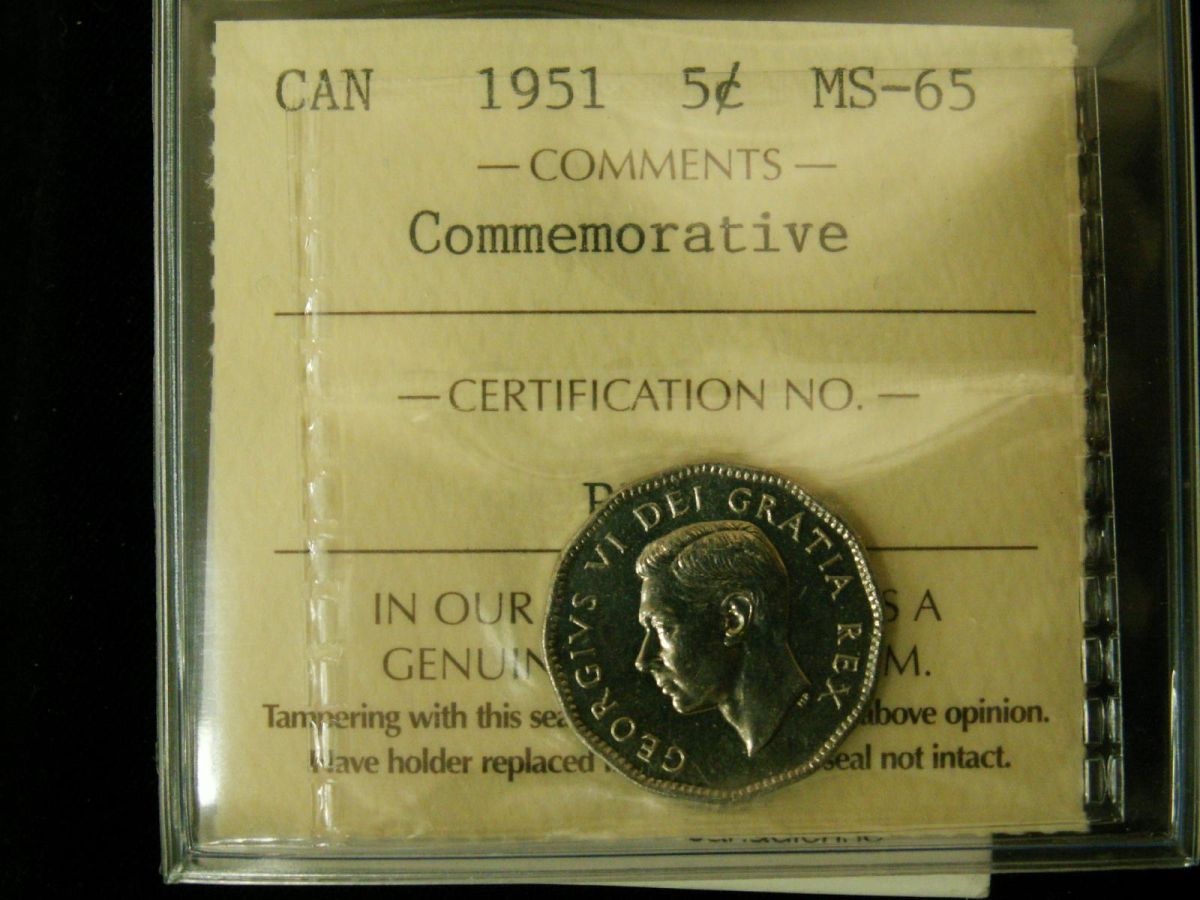 CAN 1951 5¢ MS-65
— COMMENTS —
Commemorative
— CERTIFICATION NO. —
GEORGIVS VI DEI GRATIA REX
HP
IN OUR S A
GENUIN M.
Tampering with this sea above opinion.
Have holder replaced seal not intact.